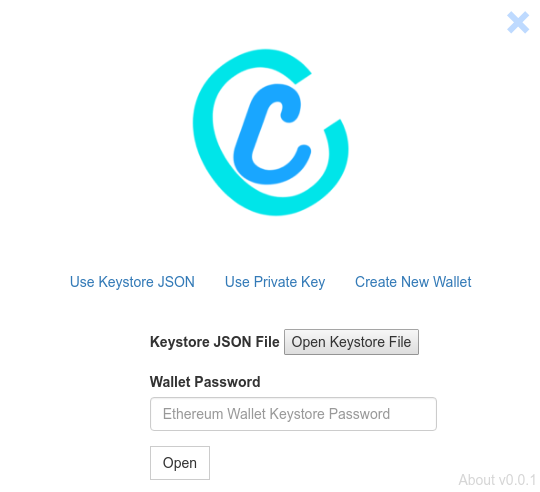 Use Keystore JSON Use Private Key Create New Wallet
Keystore JSON File Open Keystore File
Wallet Password
Ethereum Wallet Keystore Password
Open
About v0.0.1